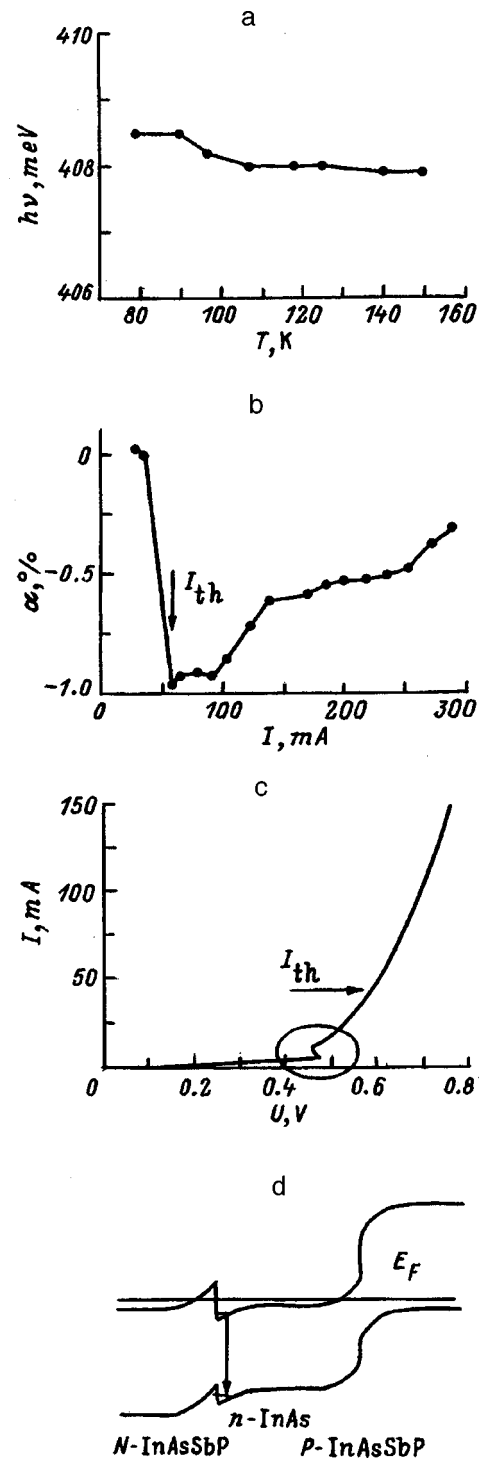 a
410
408
406
hν, meV
80 100 120 140 160
T, K
b
0
-0.5
-1.0
α, %
I_th
0 100 200 300
I, mA
c
150
100
50
0
I, mA
I_th
0.2 0.4 0.6 0.8
U, V
d
E_F
n-InAs
N-InAsSbP P-InAsSbP